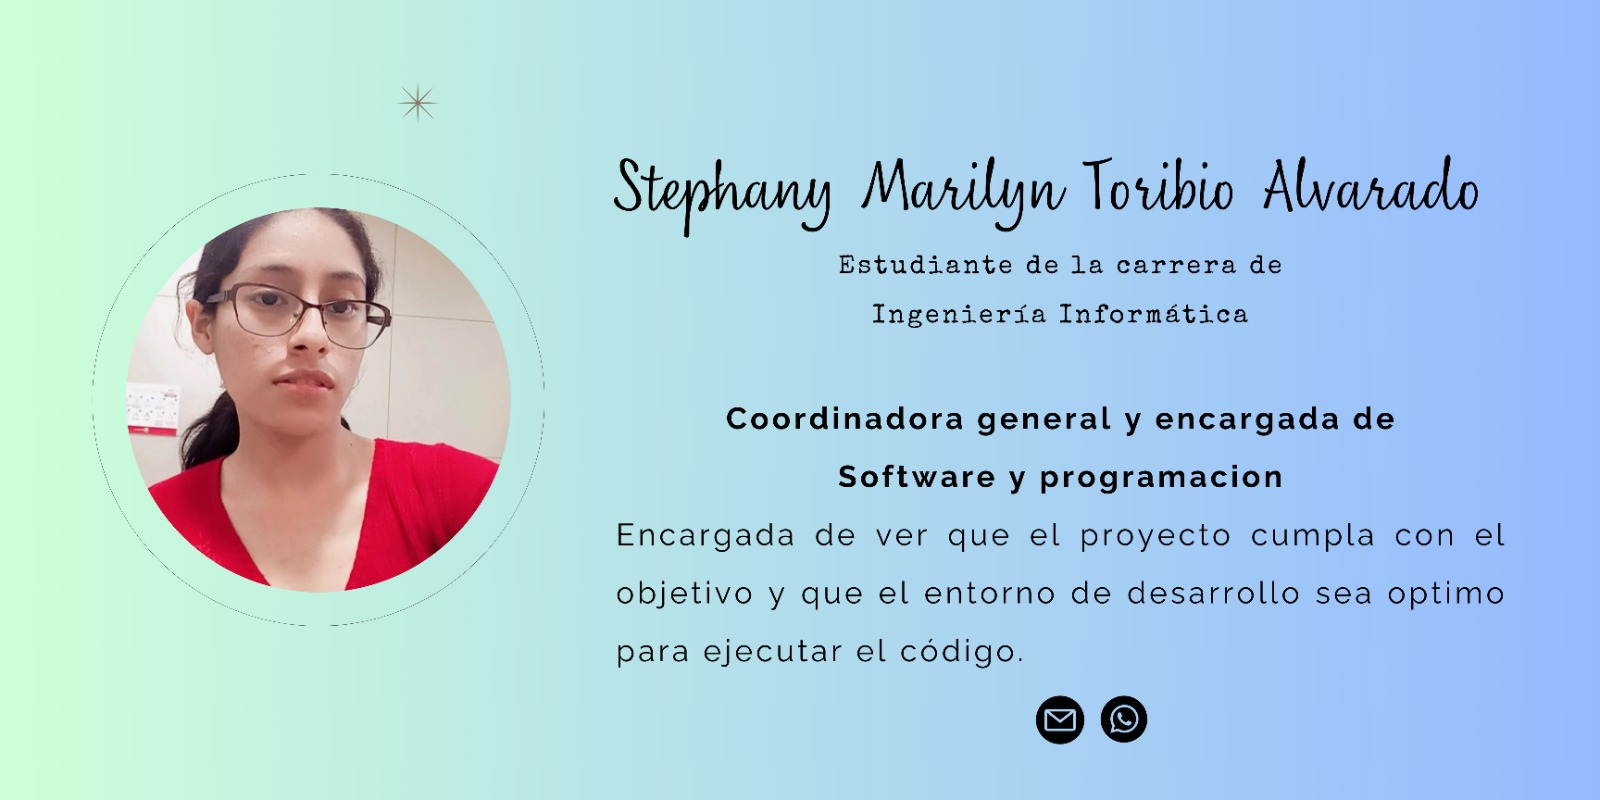 Stephany Marilyn Toribio Alvarado
Estudiante de la carrera de
Ingeniería Informática
Coordinadora general y encargada de
Software y programacion
Encargada de ver que el proyecto cumpla con el
objetivo y que el entorno de desarrollo sea optimo
para ejecutar el código.